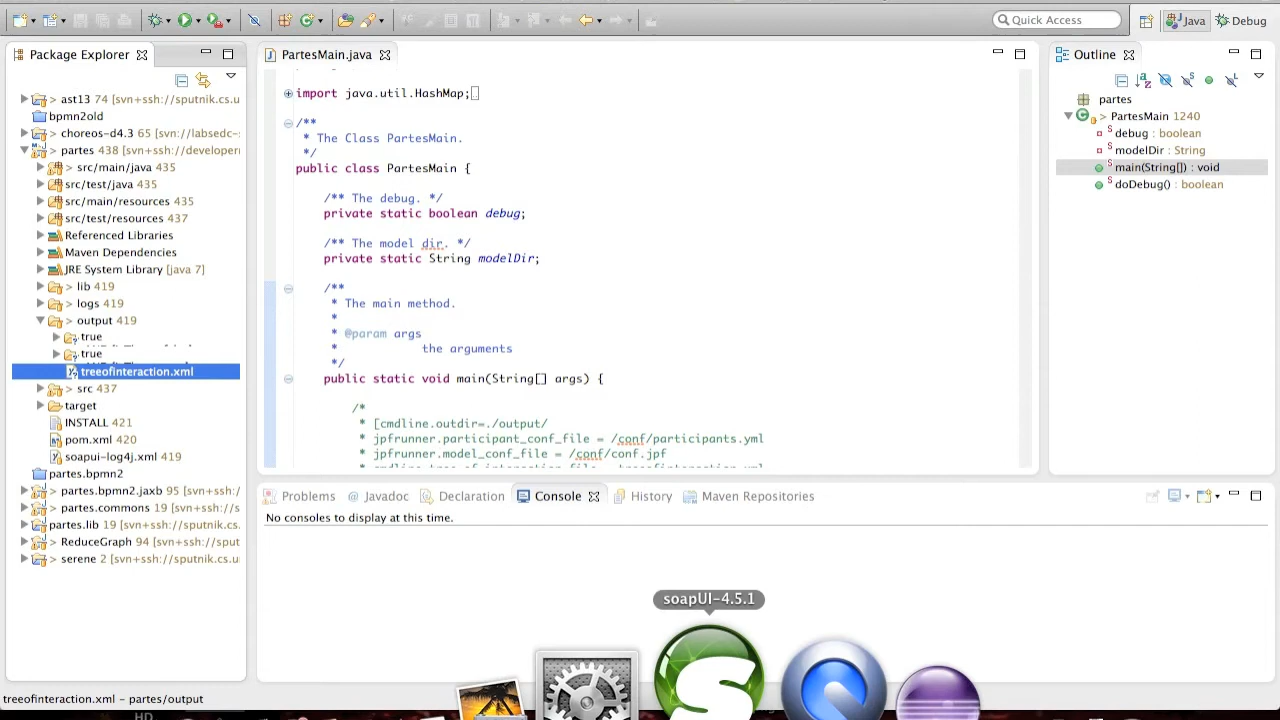 Quick Access
Java
Debug
Package Explorer
> ast13 74 [svn+ssh://sputnik.cs.u
bpmn2old
> choreos-d4.3 65 [svn://labsedc-s
> partes 438 [svn+ssh://developern
> src/main/java 435
> src/test/java 435
> src/main/resources 435
> src/test/resources 437
Referenced Libraries
Maven Dependencies
JRE System Library [java 7]
> lib 419
> logs 419
> output 419
true
true
treeofinteraction.xml
> src 437
target
INSTALL 421
pom.xml 420
soapui-log4j.xml 419
partes.bpmn2
> partes.bpmn2.jaxb 95 [svn+ssh:/
> partes.commons 19 [svn+ssh://s
partes.lib 19 [svn+ssh://sputnik.cs.
> ReduceGraph 94 [svn+ssh://sput
> serene 2 [svn+ssh://sputnik.cs.u
PartesMain.java
import java.util.HashMap;
/**
* The Class PartesMain.
*/
public class PartesMain {
/** The debug. */
private static boolean debug;
/** The model dir. */
private static String modelDir;
/**
* The main method.
*
* @param args
* the arguments
*/
public static void main(String[] args) {
/*
* [cmdline.outdir=./output/
* jpfrunner.participant_conf_file = /conf/participants.yml
* jpfrunner.model_conf_file = /conf/conf.jpf
Outline
partes
> PartesMain 1240
debug : boolean
modelDir : String
main(String[]) : void
doDebug() : boolean
Problems
@ Javadoc
Declaration
Console
History
Maven Repositories
No consoles to display at this time.
soapUI-4.5.1
treeofinteraction.xml – partes/output
HD